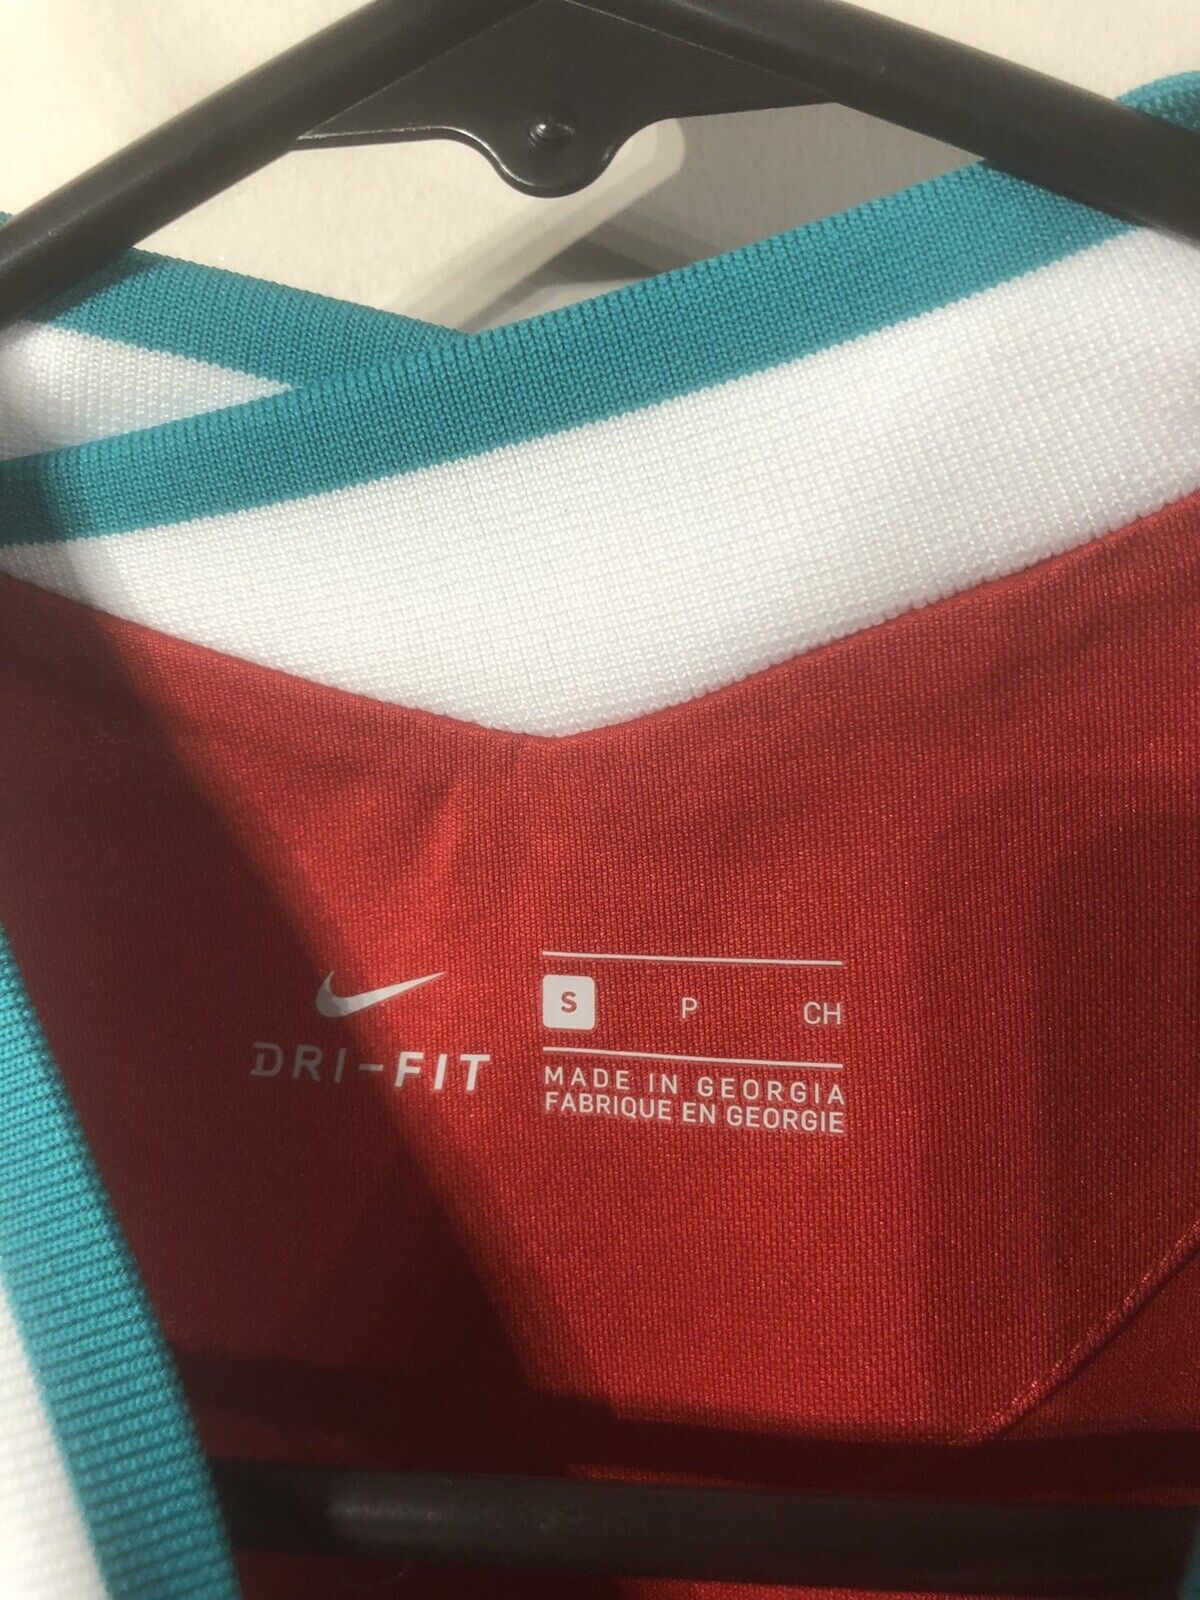 DRI-FIT
S P CH
MADE IN GEORGIA
FABRIQUE EN GEORGIE